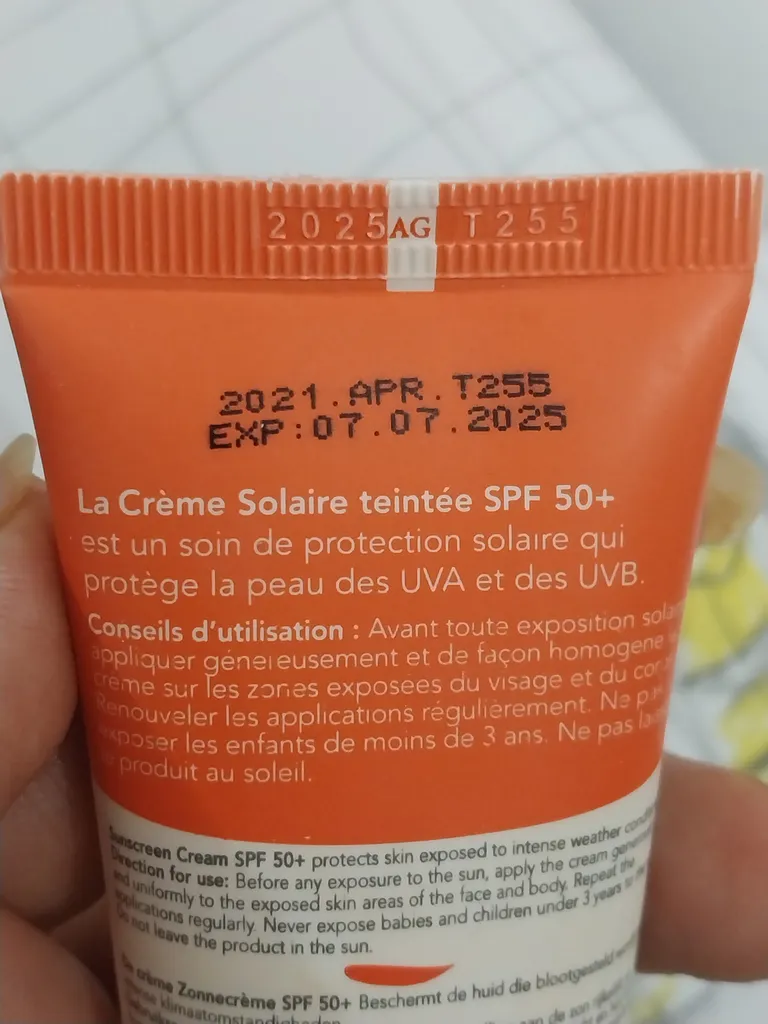 2025 AG T255
2021.APR.T255
EXP:07.07.2025
La Crème Solaire teintée SPF 50+
est un soin de protection solaire qui
protège la peau des UVA et des UVB.
Conseils d'utilisation : Avant toute exposition
appliquer généreusement et de façon homogene
crème sur les zones exposées du visage et du
Renouveler les applications régulièrement. Ne
exposer les enfants de moins de 3 ans. Ne pas
produit au soleil.
Sunscreen Cream SPF 50+ protects skin exposed to intense weather
Direction for use: Before any exposure to the sun, apply the cream
and uniformly to the exposed skin areas of the face and body. Repeat the
applications regularly. Never expose babies and children under 3 years
Do not leave the product in the sun.
crème Zonnecrème SPF 50+ Beschermt de huid die blootgesteld
klimaatomstandigheden